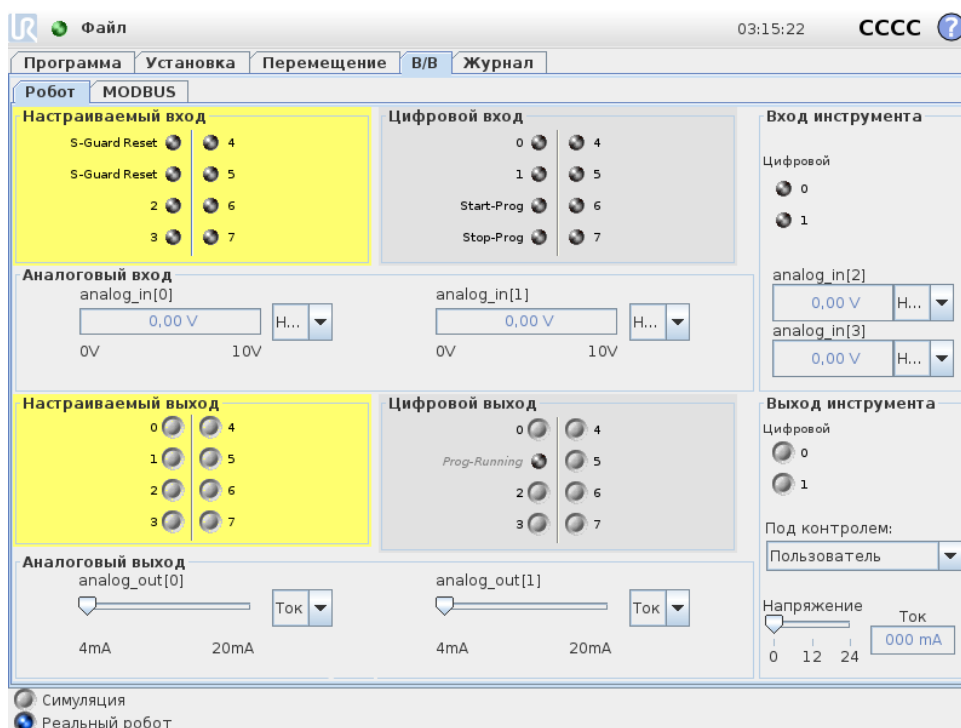 UR Файл 03:15:22 CCCC ?
Программа Установка Перемещение В/В Журнал
Робот MODBUS
Настраиваемый вход
S-Guard Reset 4
S-Guard Reset 5
2 6
3 7
Цифровой вход
0 4
1 5
Start-Prog 6
Stop-Prog 7
Вход инструмента
Цифровой
0
1
analog_in[2]
0,00 V Н...
analog_in[3]
0,00 V Н...
Аналоговый вход
analog_in[0]
0,00 V Н...
0V 10V
analog_in[1]
0,00 V Н...
0V 10V
Настраиваемый выход
0 4
1 5
2 6
3 7
Цифровой выход
0 4
Prog-Running 5
2 6
3 7
Выход инструмента
Цифровой
0
1
Под контролем:
Пользователь
Напряжение
0 12 24
Ток
000 mA
Аналоговый выход
analog_out[0]
Ток
4mA 20mA
analog_out[1]
Ток
4mA 20mA
Симуляция
Реальный робот